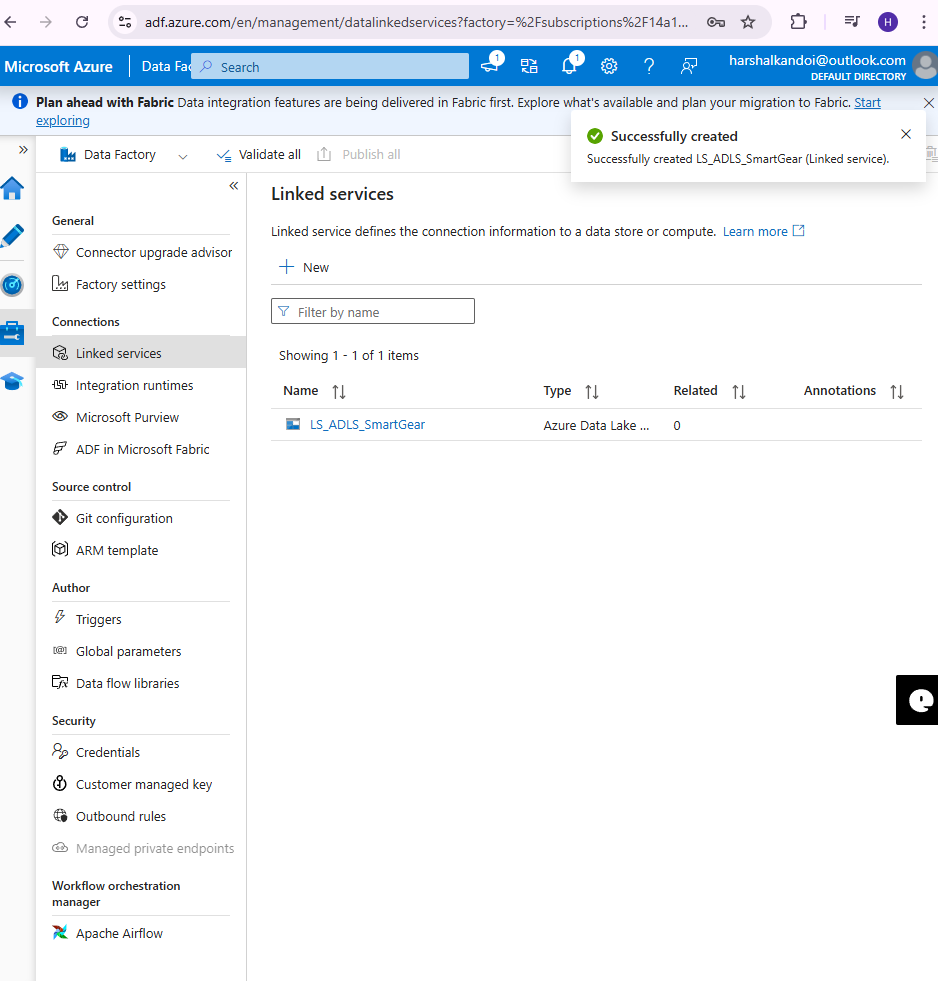 adf.azure.com/en/management/datalinkedservices?factory=%2Fsubscriptions%2F14a1...
H
Microsoft Azure
Data Fac
Search
1
1
harshalkandoi@outlook.com
DEFAULT DIRECTORY
Plan ahead with Fabric Data integration features are being delivered in Fabric first. Explore what's available and plan your migration to Fabric. Start
exploring
Successfully created
Successfully created LS_ADLS_SmartGear (Linked service).
Data Factory
Validate all
Publish all
General
Connector upgrade advisor
Factory settings
Connections
Linked services
Integration runtimes
Microsoft Purview
ADF in Microsoft Fabric
Source control
Git configuration
ARM template
Author
Triggers
Global parameters
Data flow libraries
Security
Credentials
Customer managed key
Outbound rules
Managed private endpoints
Workflow orchestration
manager
Apache Airflow
Linked services
Linked service defines the connection information to a data store or compute. Learn more
New
Filter by name
Showing 1 - 1 of 1 items
Name Type Related Annotations
LS_ADLS_SmartGear Azure Data Lake ... 0